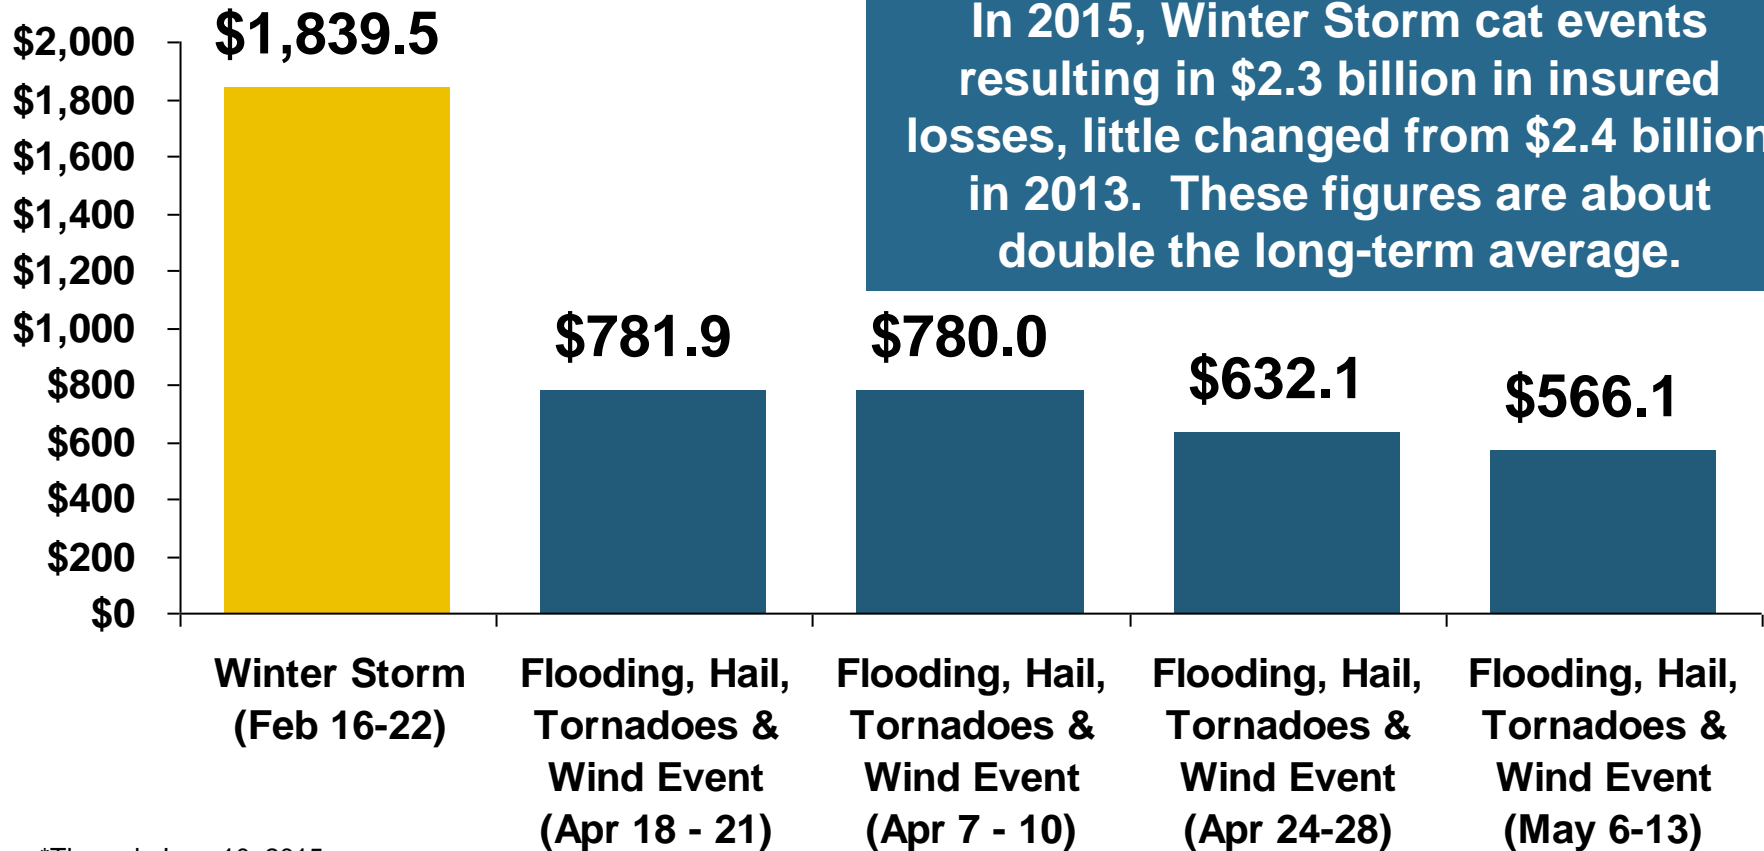 In 2015, Winter Storm cat events
resulting in $2.3 billion in insured
losses, little changed from $2.4 billion
in 2013. These figures are about
double the long-term average.
$2,000
$1,800
$1,600
$1,400
$1,200
$1,000
$800
$600
$400
$200
$0
$1,839.5
$781.9
$780.0
$632.1
$566.1
Winter Storm
(Feb 16-22)
Flooding, Hail,
Tornadoes &
Wind Event
(Apr 18 - 21)
Flooding, Hail,
Tornadoes &
Wind Event
(Apr 7 - 10)
Flooding, Hail,
Tornadoes &
Wind Event
(Apr 24-28)
Flooding, Hail,
Tornadoes &
Wind Event
(May 6-13)